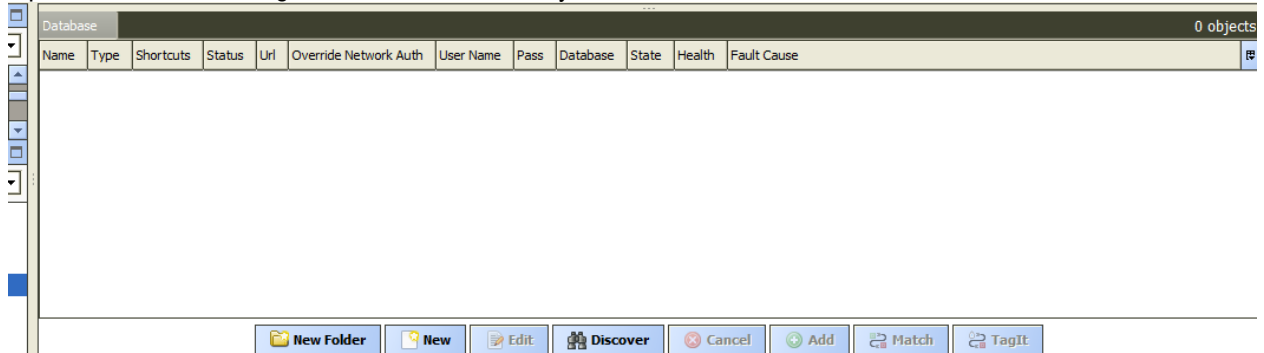 Database 0 objects
Name Type Shortcuts Status Url Override Network Auth User Name Pass Database State Health Fault Cause
New Folder New Edit Discover Cancel Add Match TagIt